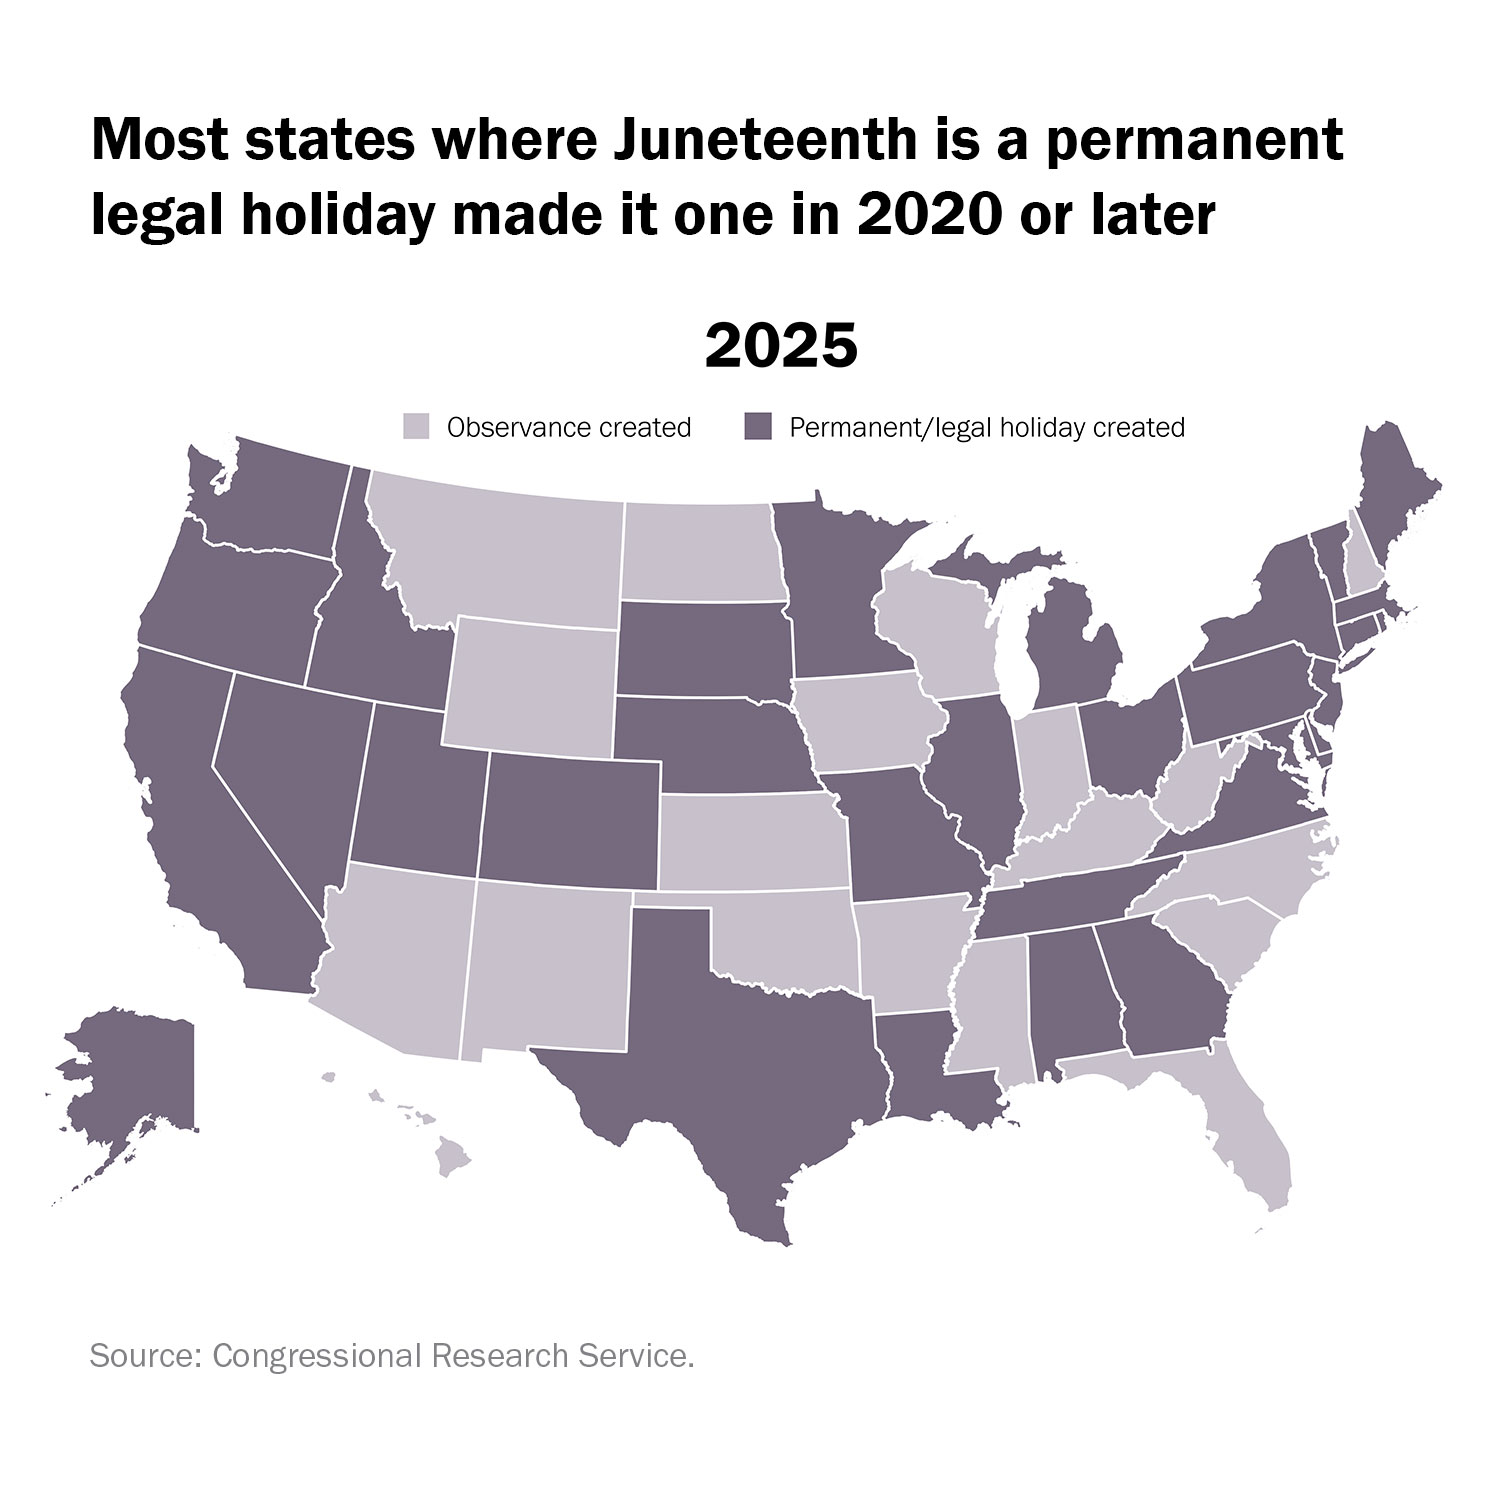 Most states where Juneteenth is a permanent
legal holiday made it one in 2020 or later
2025
Observance created
Permanent/legal holiday created
Source: Congressional Research Service.